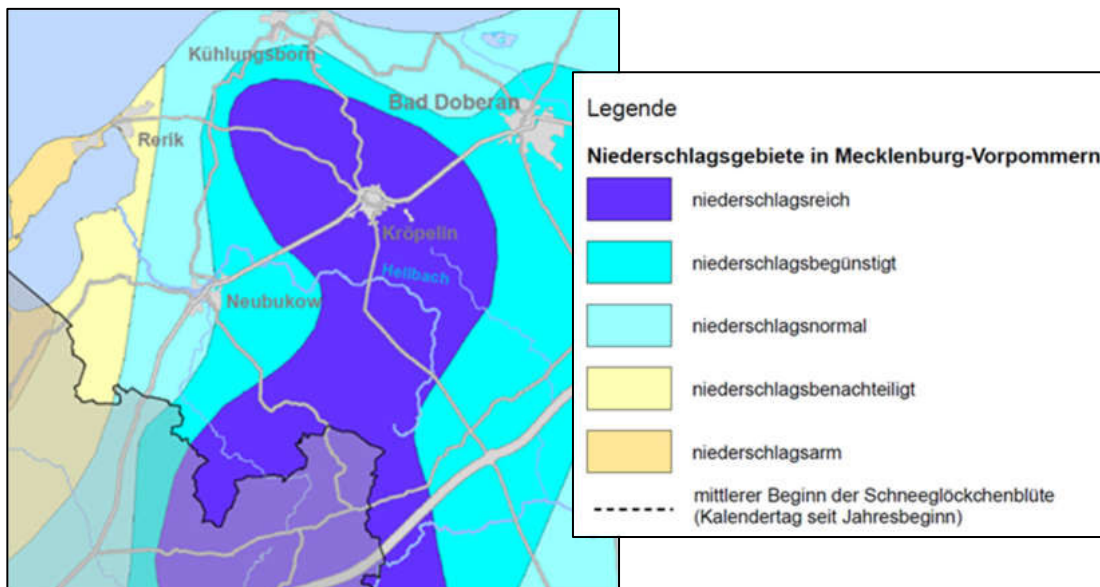 Kühlungsborn
Bad Doberan
Rerik
Kröpelin
Hellbach
Neubukow
Legende
Niederschlagsgebiete in Mecklenburg-Vorpommern
niederschlagsreich
niederschlagsbegünstigt
niederschlagsnormal
niederschlagsbenachteiligt
niederschlagsarm
mittlerer Beginn der Schneeglöckchenblüte
(Kalendertag seit Jahresbeginn)